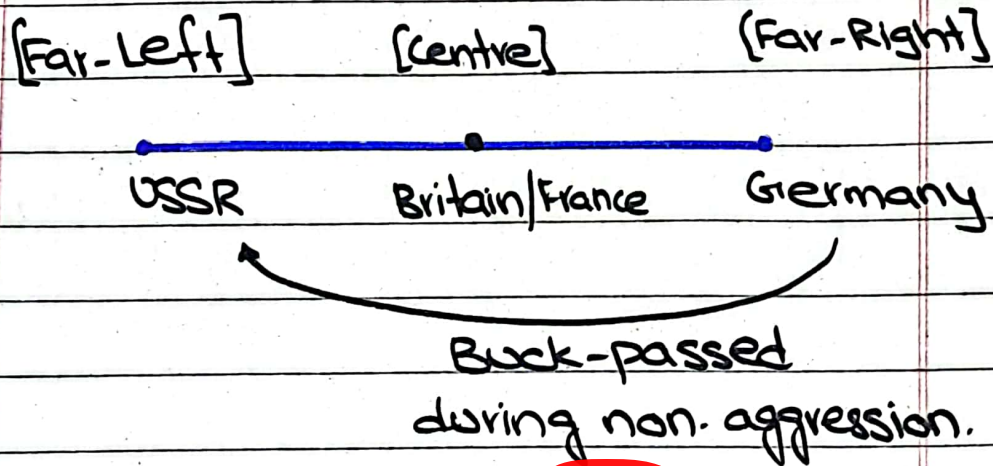 [Far-Left] [Centre] (Far-Right]
USSR Britain/France Germany
Buck-passed
during non-aggression.